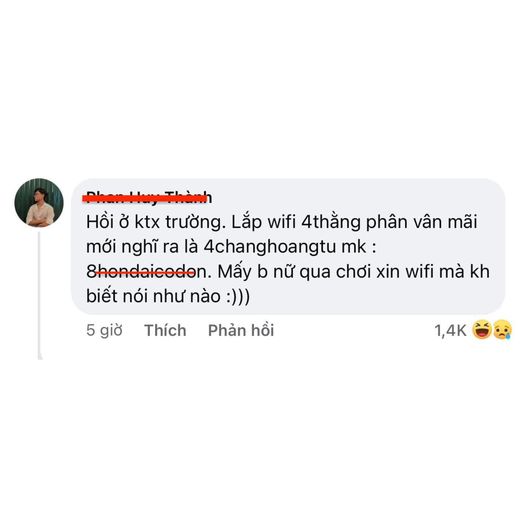 Phan Huy Thành
Hồi ở ktx trường. Lắp wifi 4thằng phân vân mãi
mới nghĩ ra là 4changhoangtu mk :
8hondaicodon. Mấy b nữ qua chơi xin wifi mà kh
biết nói như nào :)))
5 giờ Thích Phản hồi 1,4K